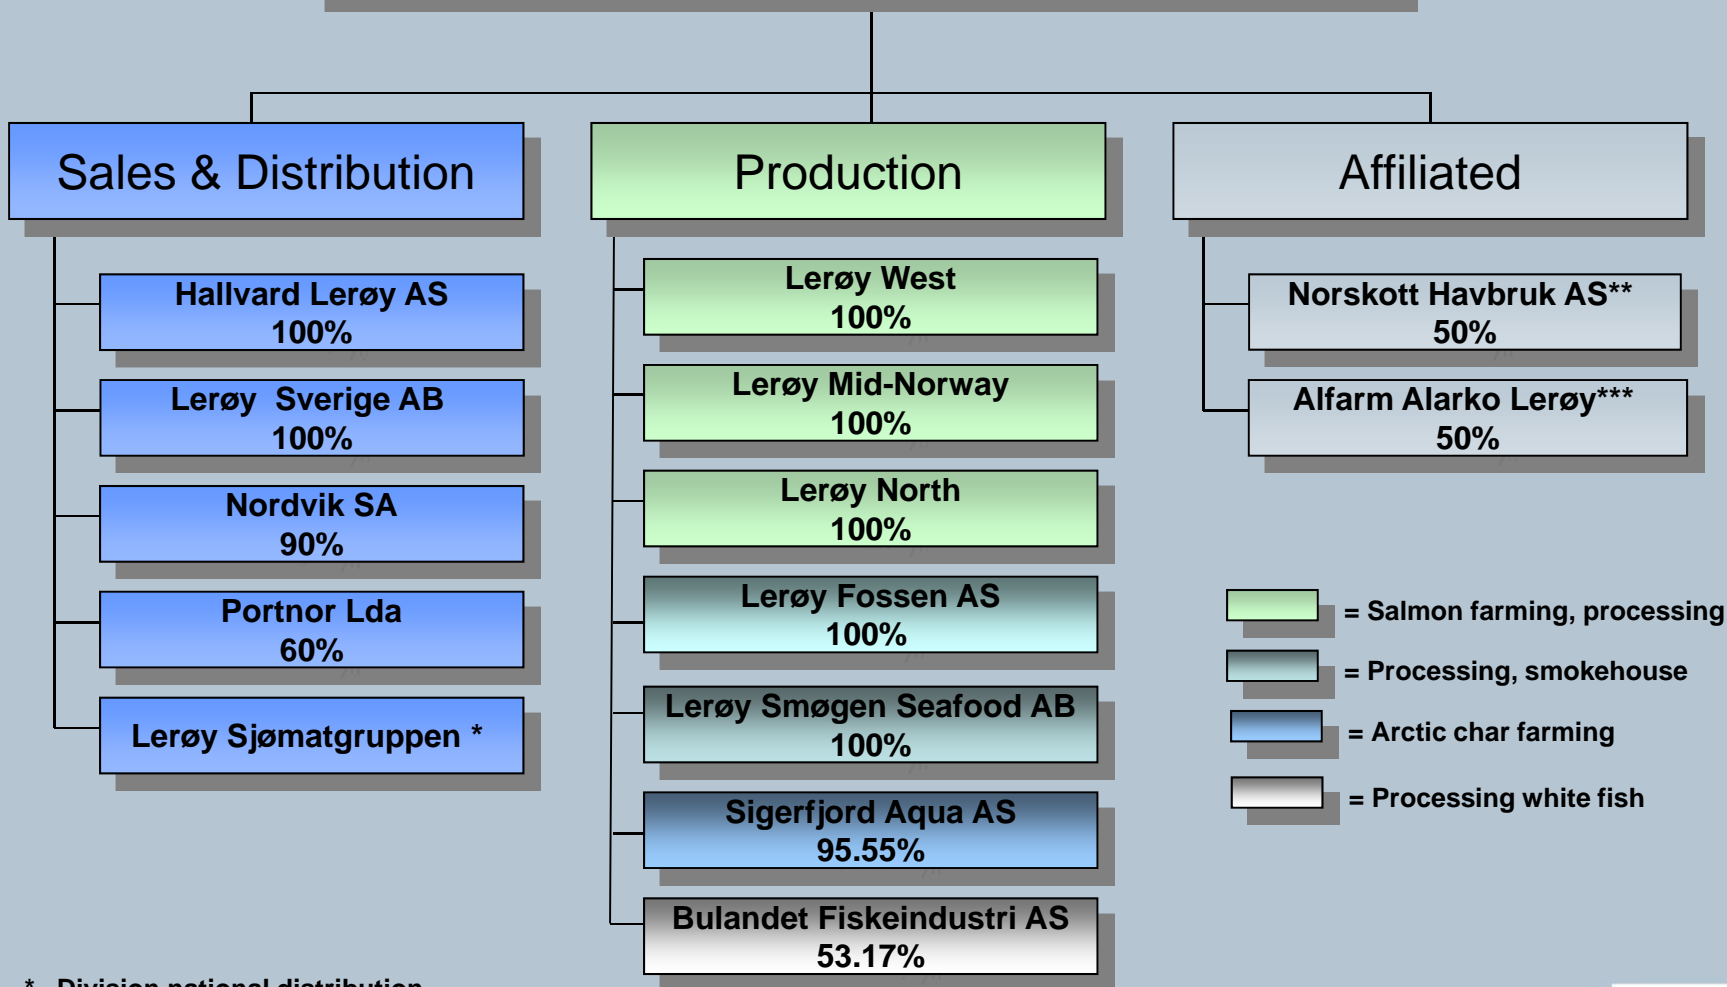 Sales & Distribution
Hallvard Lerøy AS
100%
Lerøy Sverige AB
100%
Nordvik SA
90%
Portnor Lda
60%
Lerøy Sjømatgruppen *
Production
Lerøy West
100%
Lerøy Mid-Norway
100%
Lerøy North
100%
Lerøy Fossen AS
100%
Lerøy Smøgen Seafood AB
100%
Sigerfjord Aqua AS
95.55%
Bulandet Fiskeindustri AS
53.17%
Affiliated
Norskott Havbruk AS**
50%
Alfarm Alarko Lerøy***
50%
= Salmon farming, processing
= Processing, smokehouse
= Arctic char farming
= Processing white fish
* Division national distribution